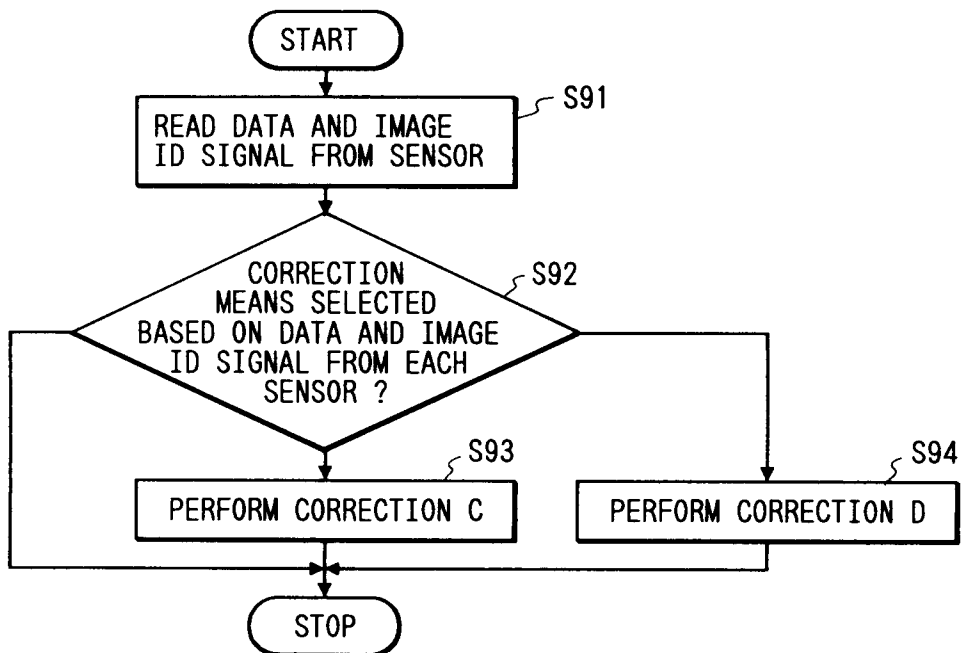 START
S91
READ DATA AND IMAGE
ID SIGNAL FROM SENSOR
S92
CORRECTION
MEANS SELECTED
BASED ON DATA AND IMAGE
ID SIGNAL FROM EACH
SENSOR ?
S93
PERFORM CORRECTION C
S94
PERFORM CORRECTION D
STOP